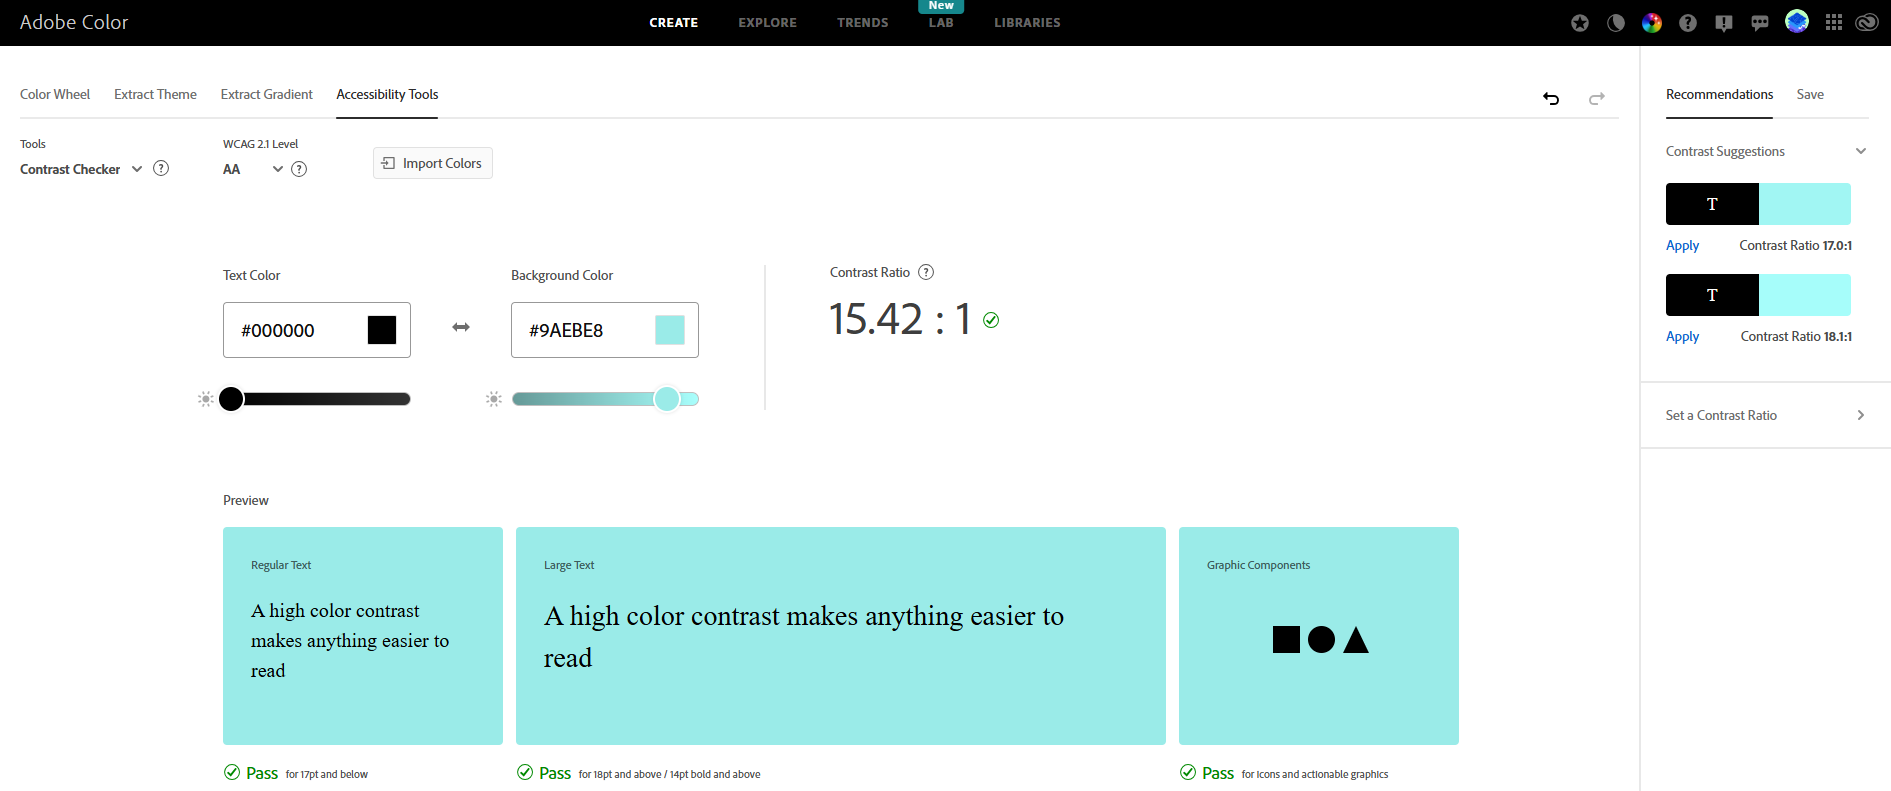 Adobe Color
CREATE
EXPLORE
TRENDS
New
LAB
LIBRARIES
Color Wheel
Extract Theme
Extract Gradient
Accessibility Tools
Recommendations
Save
Tools
Contrast Checker
WCAG 2.1 Level
AA
Import Colors
Contrast Suggestions
T
Apply
Contrast Ratio 17.0:1
T
Apply
Contrast Ratio 18.1:1
Set a Contrast Ratio
Text Color
#000000
Background Color
#9AEBE8
Contrast Ratio
15.42 : 1
Preview
Regular Text
A high color contrast
makes anything easier to
read
Pass for 17pt and below
Large Text
A high color contrast makes anything easier to
read
Pass for 18pt and above / 14pt bold and above
Graphic Components
Pass for icons and actionable graphics